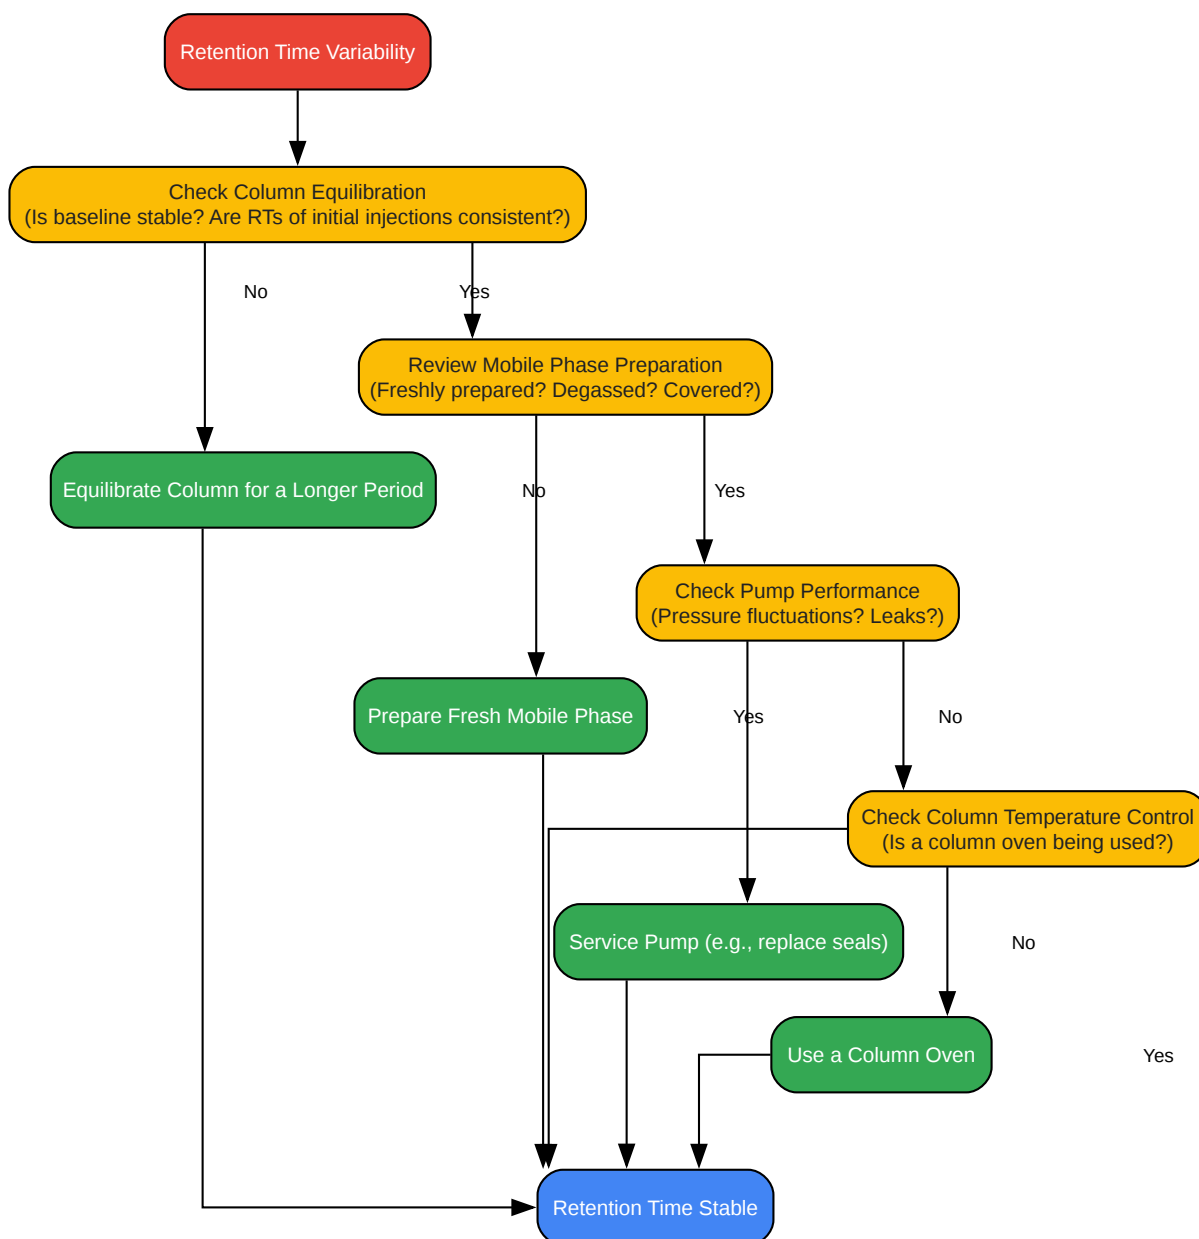 Retention Time Variability
Check Column Equilibration
(Is baseline stable? Are RTs of initial injections consistent?)
No
Yes
Review Mobile Phase Preparation
(Freshly prepared? Degassed? Covered?)
Equilibrate Column for a Longer Period
No
Yes
Check Pump Performance
(Pressure fluctuations? Leaks?)
Prepare Fresh Mobile Phase
Yes
No
Check Column Temperature Control
(Is a column oven being used?)
Service Pump (e.g., replace seals)
No
Use a Column Oven
Yes
Retention Time Stable